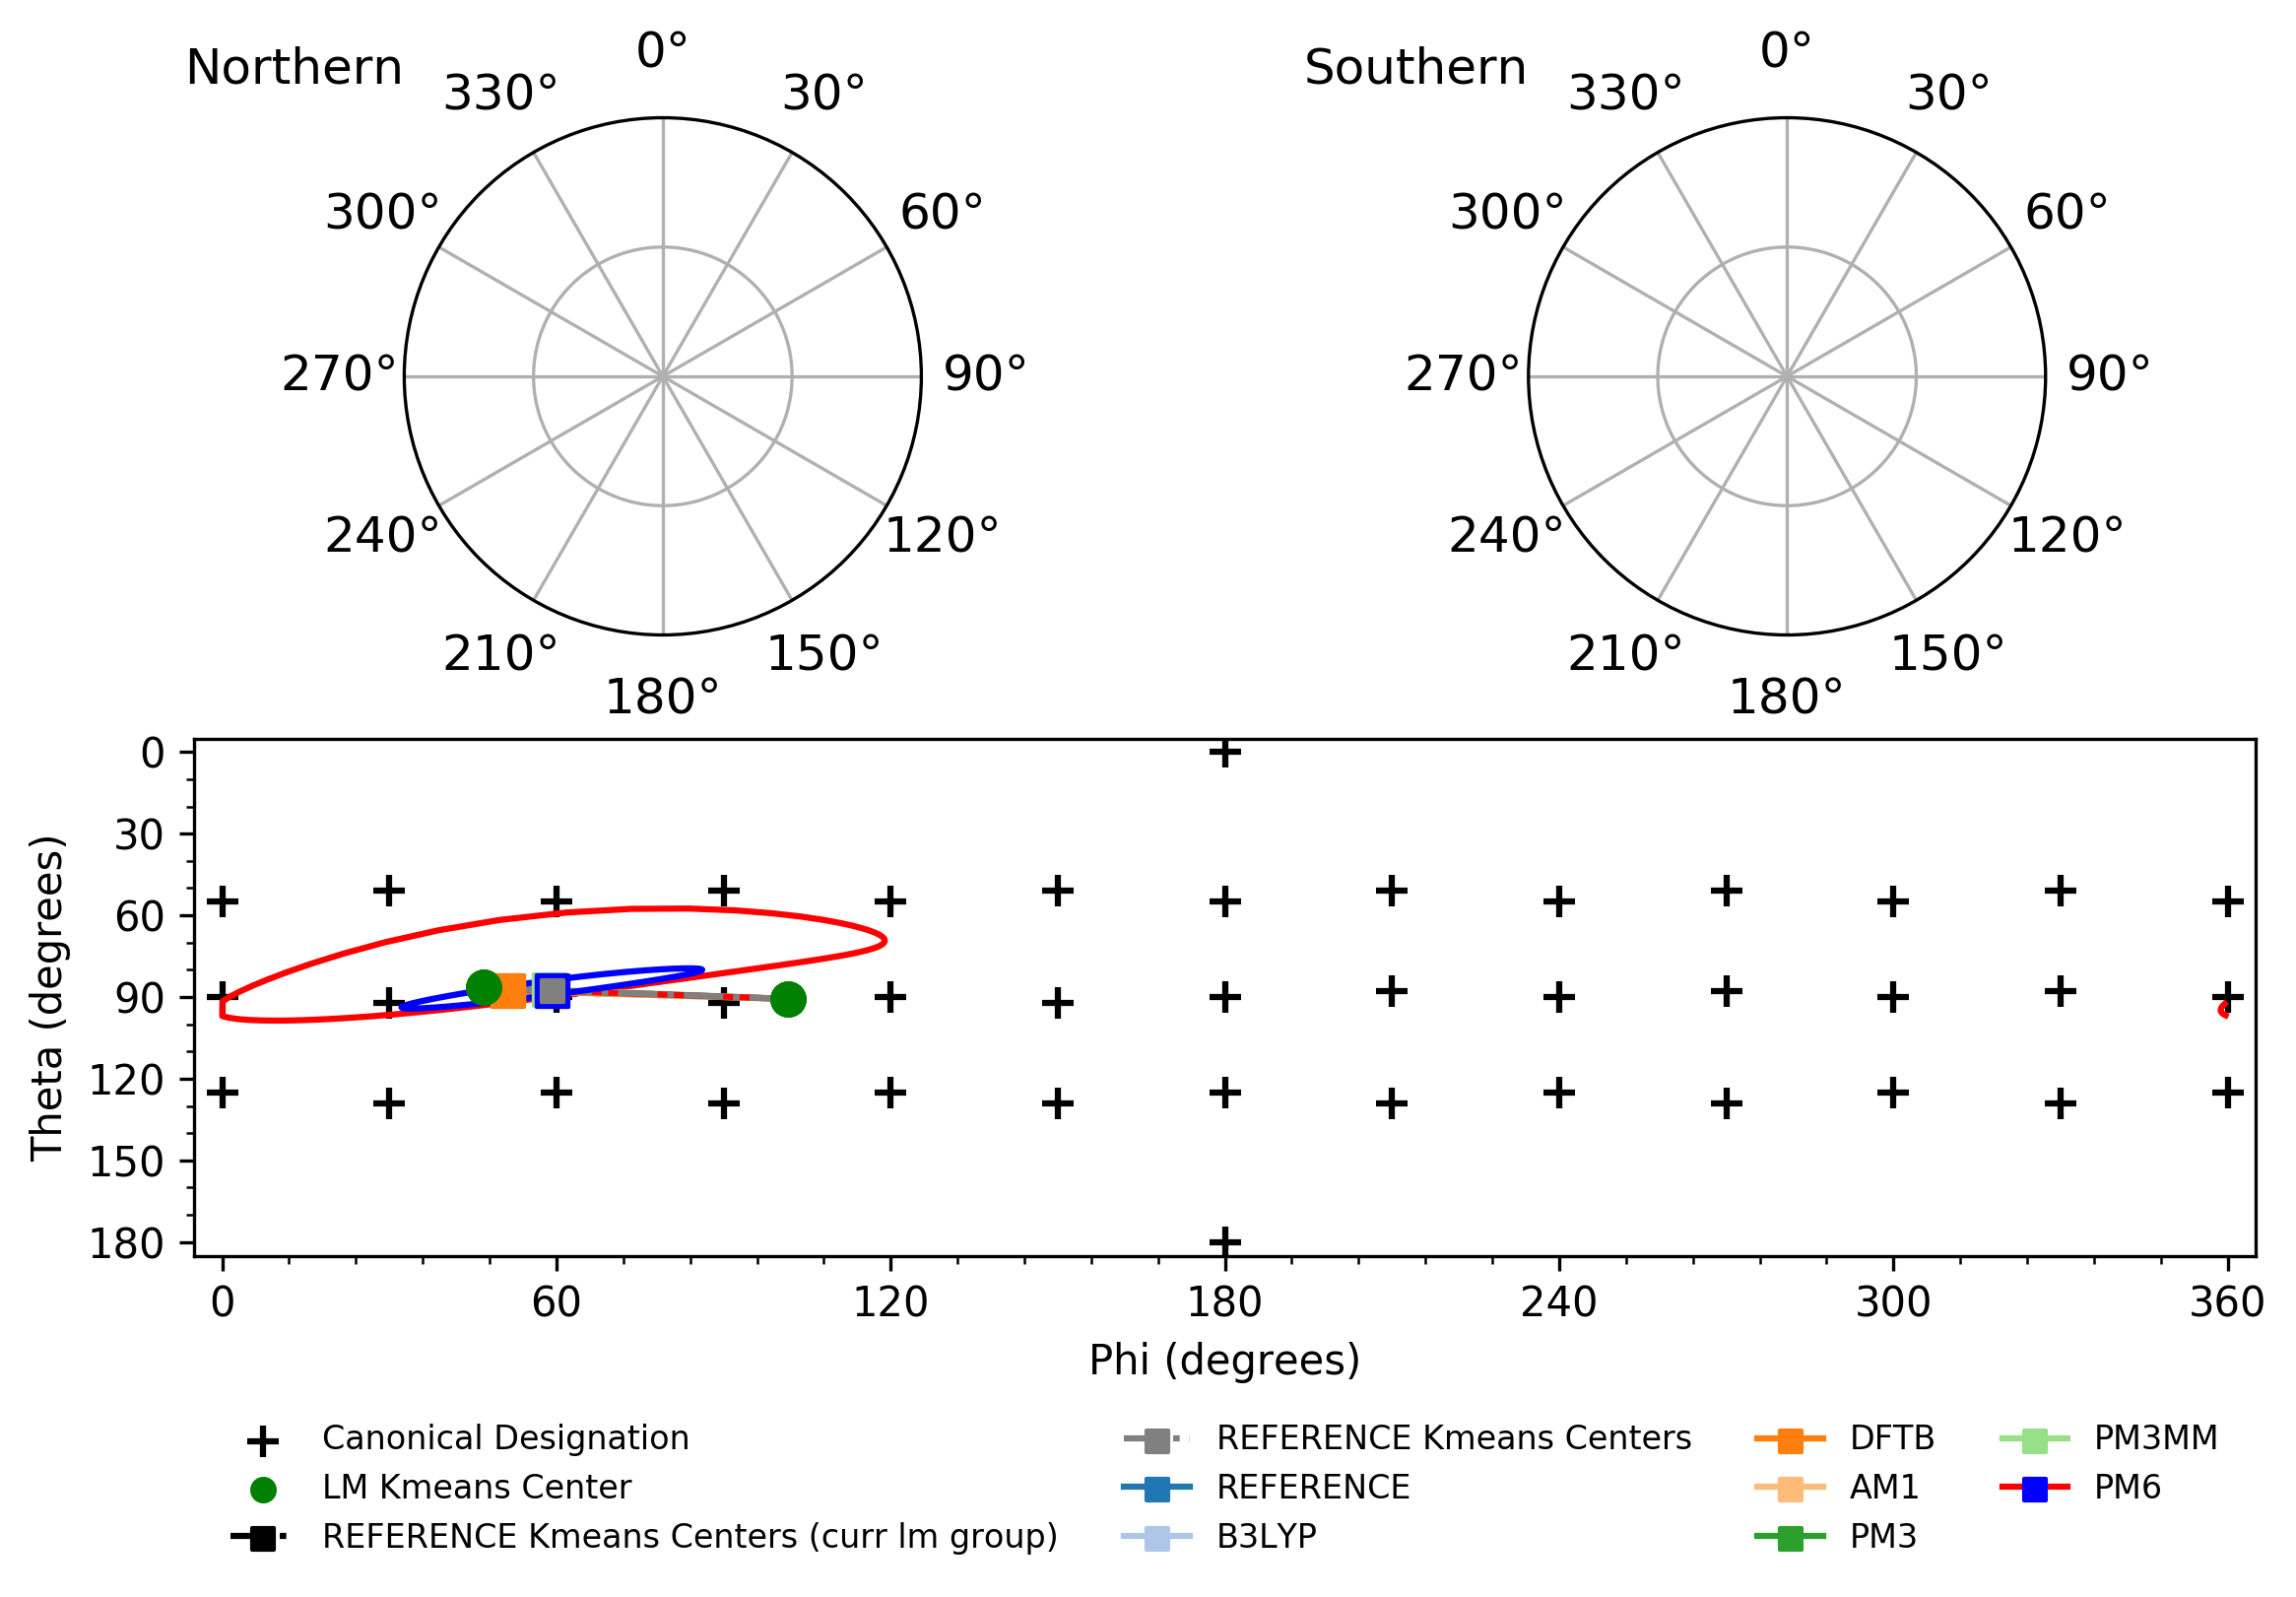 Northern
0°
330°
30°
300°
60°
270°
90°
240°
120°
210°
150°
180°
Southern
0°
330°
30°
300°
60°
270°
90°
240°
120°
210°
150°
180°
Theta (degrees)
0
30
60
90
120
150
180
0 60 120 180 240 300 360
Phi (degrees)
Canonical Designation
LM Kmeans Center
REFERENCE Kmeans Centers (curr lm group)
REFERENCE Kmeans Centers
REFERENCE
B3LYP
DFTB
AM1
PM3
PM3MM
PM6